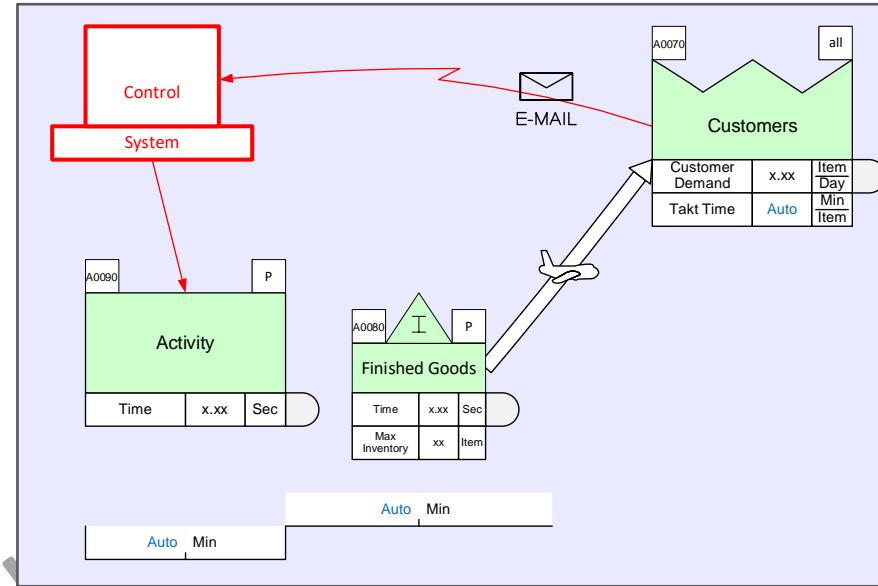 A0070
all
Control
System
E-MAIL
Customers
Customer
Demand
x.xx
Item
Day
Takt Time
Auto
Min
Item
A0090
P
Activity
Time
x.xx
Sec
A0080
I
P
Finished Goods
Time
x.xx
Sec
Max
Inventory
xx
Item
Auto Min
Auto Min